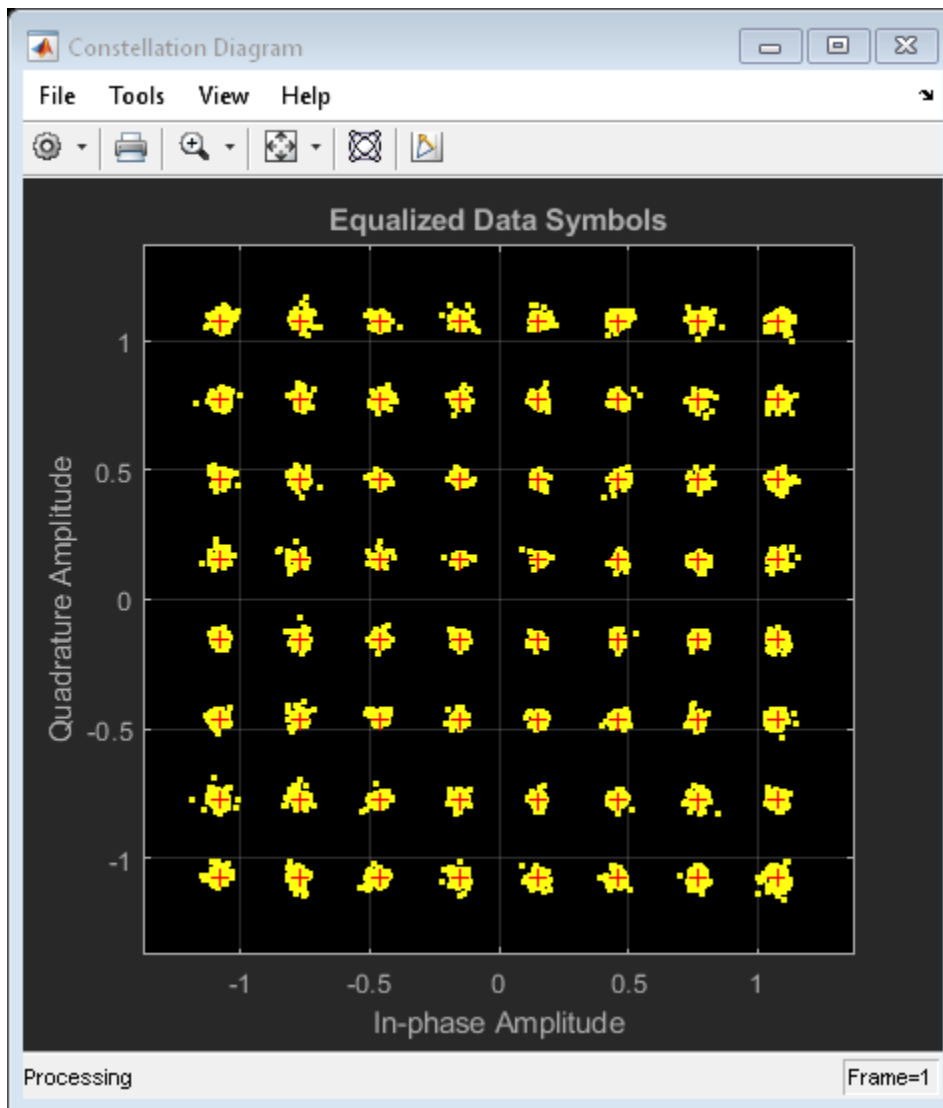 Constellation Diagram
File Tools View Help
Equalized Data Symbols
Quadrature Amplitude
1
0.5
0
-0.5
-1
-1 -0.5 0 0.5 1
In-phase Amplitude
Processing Frame=1